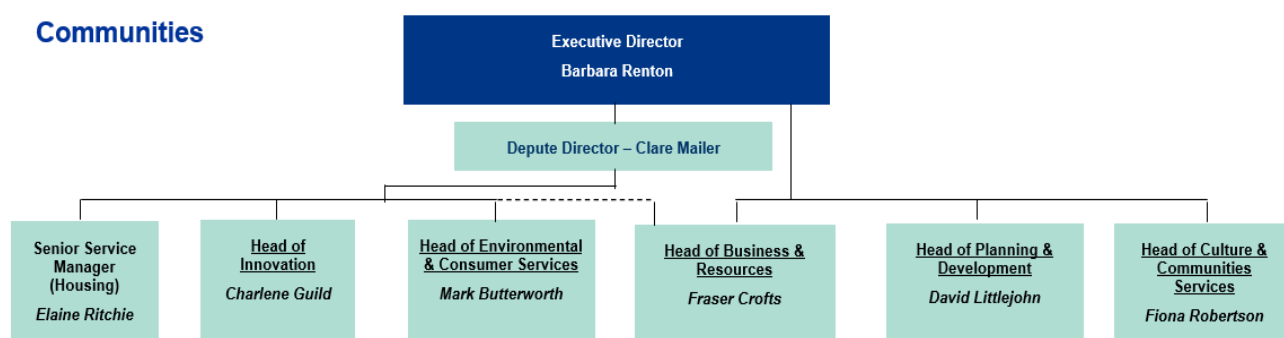 Communities
Executive Director
Barbara Renton
Depute Director – Clare Mailer
Senior Service
Manager
(Housing)
Elaine Ritchie
Head of
Innovation
Charlene Guild
Head of Environmental
& Consumer Services
Mark Butterworth
Head of Business &
Resources
Fraser Crofts
Head of Planning &
Development
David Littlejohn
Head of Culture &
Communities
Services
Fiona Robertson